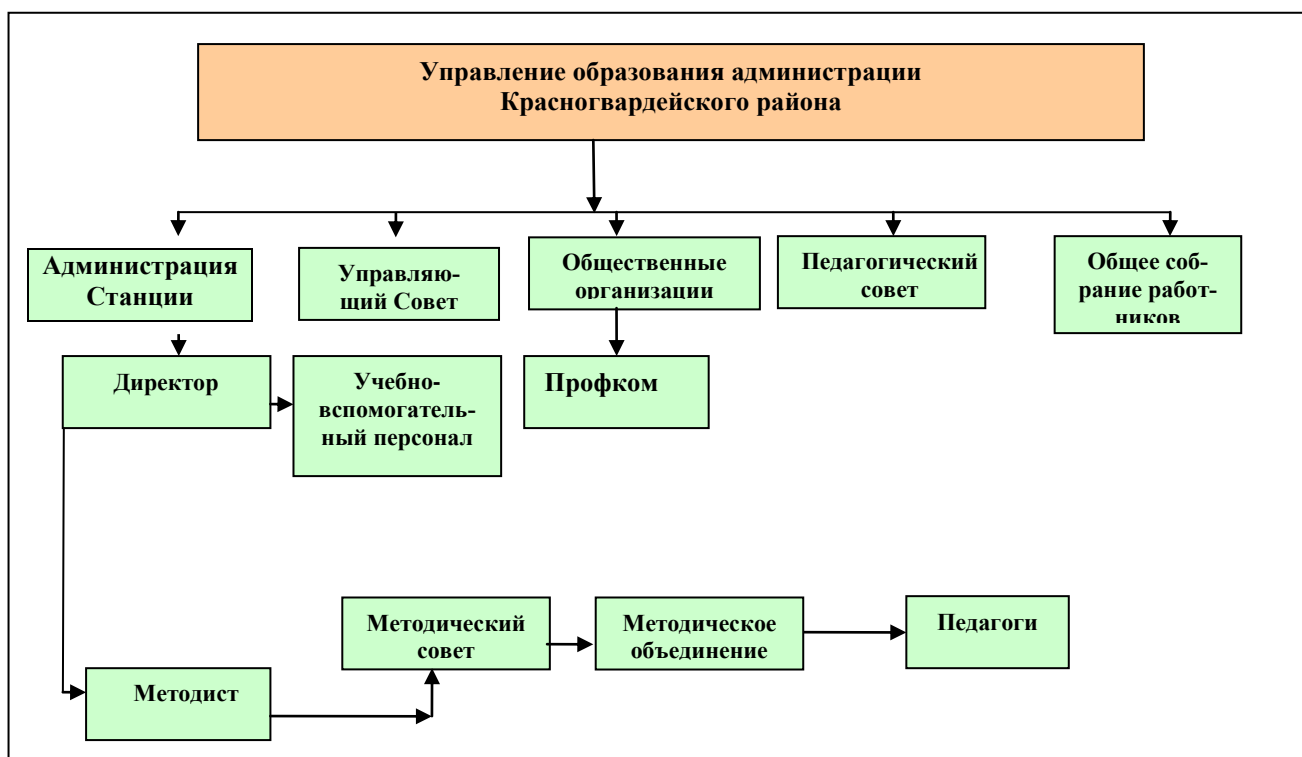 Управление образования администрации
Красногвардейского района
Администрация
Станции
Управляю-
щий Совет
Общественные
организации
Педагогический
совет
Общее соб-
рание работ-
ников
Директор
Учебно-
вспомогатель-
ный персонал
Профком
Методический
совет
Методическое
объединение
Педагоги
Методист